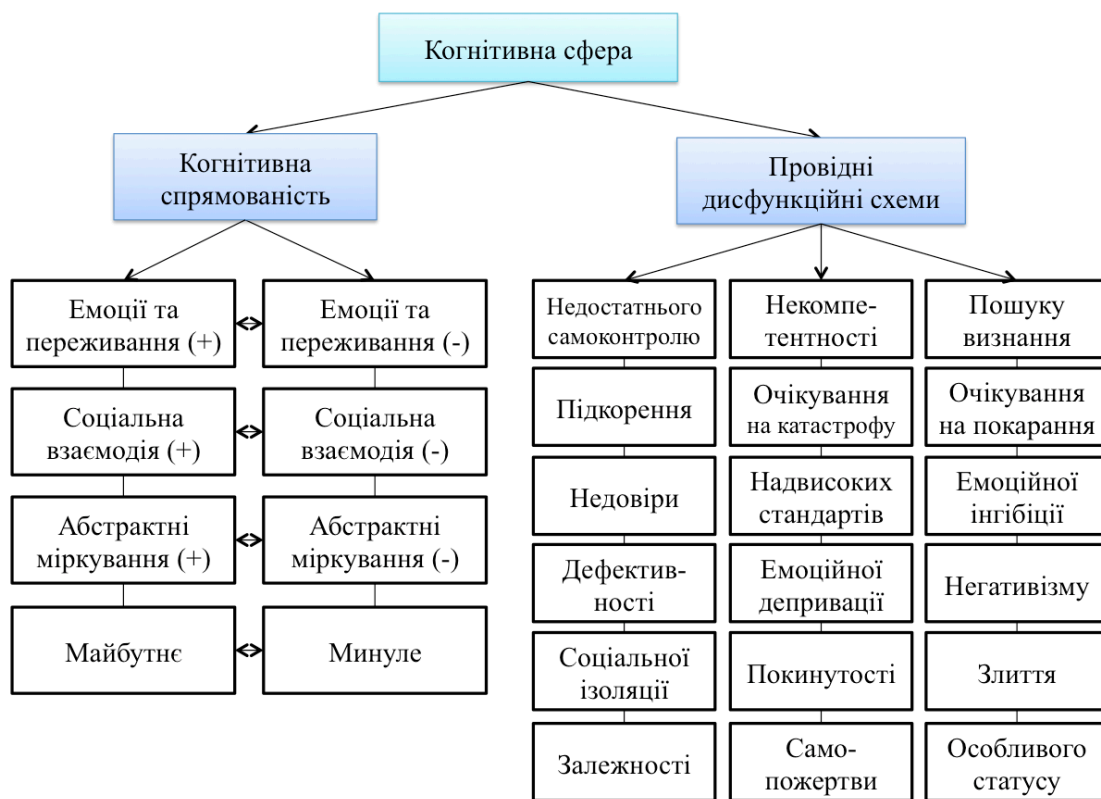 Когнітивна сфера
Когнітивна
спрямованість
Провідні
дисфункційні схеми
Емоції та
переживання (+)
Емоції та
переживання (-)
Соціальна
взаємодія (+)
Соціальна
взаємодія (-)
Абстрактні
міркування (+)
Абстрактні
міркування (-)
Майбутнє
Минуле
Недостатнього
самоконтролю
Некомпе-
тентності
Пошуку
визнання
Підкорення
Очікування
на катастрофу
Очікування
на покарання
Недовіри
Надвисоких
стандартів
Емоційної
інгібіції
Дефектив-
ності
Емоційної
депривації
Негативізму
Соціальної
ізоляції
Покинутості
Злиття
Залежності
Само-
пожертви
Особливого
статусу